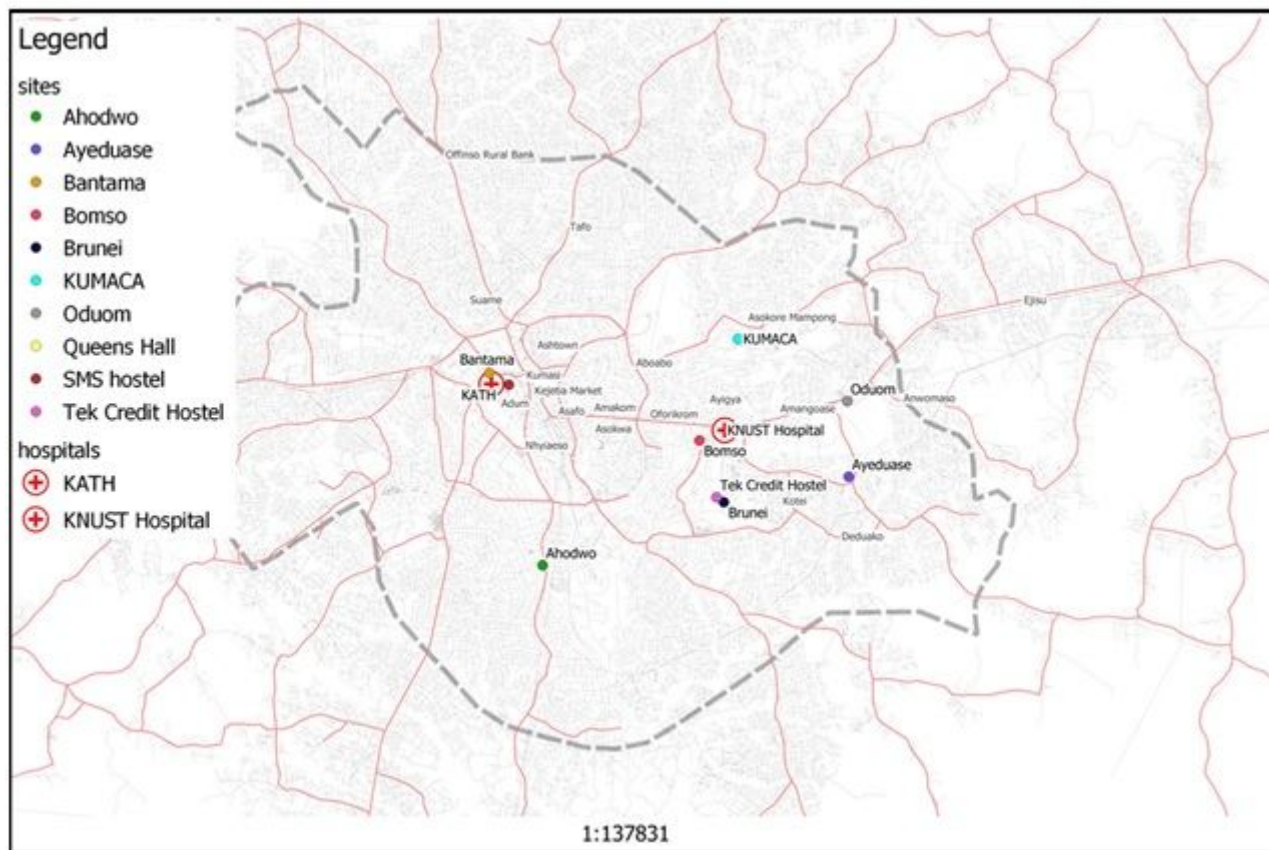 Legend
sites
Ahodwo
Ayeduase
Bantama
Bomso
Brunei
KUMACA
Oduom
Queens Hall
SMS hostel
Tek Credit Hostel
hospitals
KATH
KNUST Hospital
Offinso Rural Bank
Tafo
Suame
Ejisu
Asokore Mampong
KUMACA
Ashtown
Aboabo
Bantama
Kumasi
KATH
Kejetia Market
Adum
Asafo
Amakom
Oforikrom
Ayigya
Amangoase
Oduom
Anwomaso
Asokwa
KNUST Hospital
Nhyiaeso
Bomso
Ayeduase
Tek Credit Hostel
Kotei
Brunei
Deduako
Ahodwo
1:137831